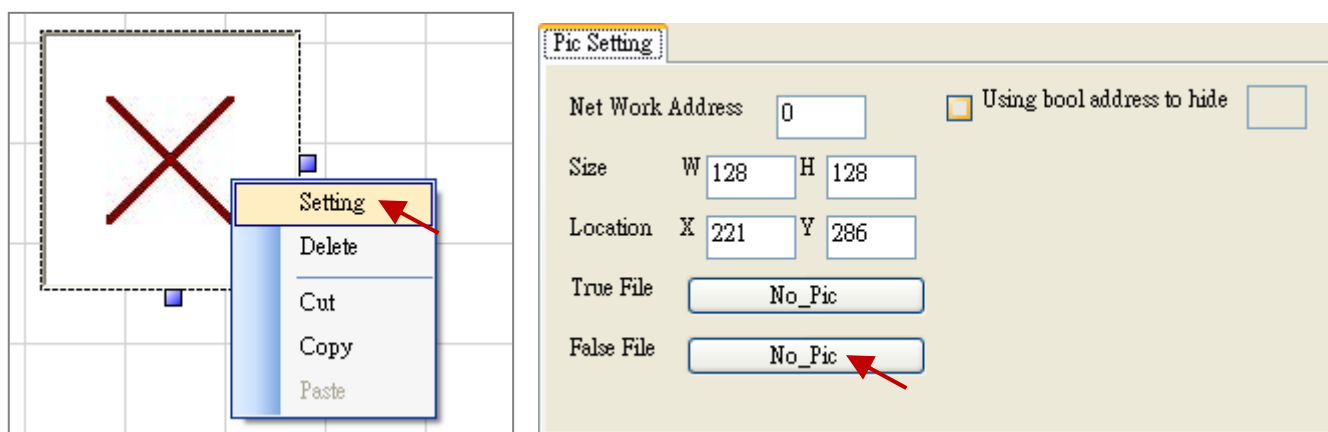 Setting
Delete
Cut
Copy
Paste
Pic Setting
Net Work Address 0 Using bool address to hide
Size W 128 H 128
Location X 221 Y 286
True File No_Pic
False File No_Pic